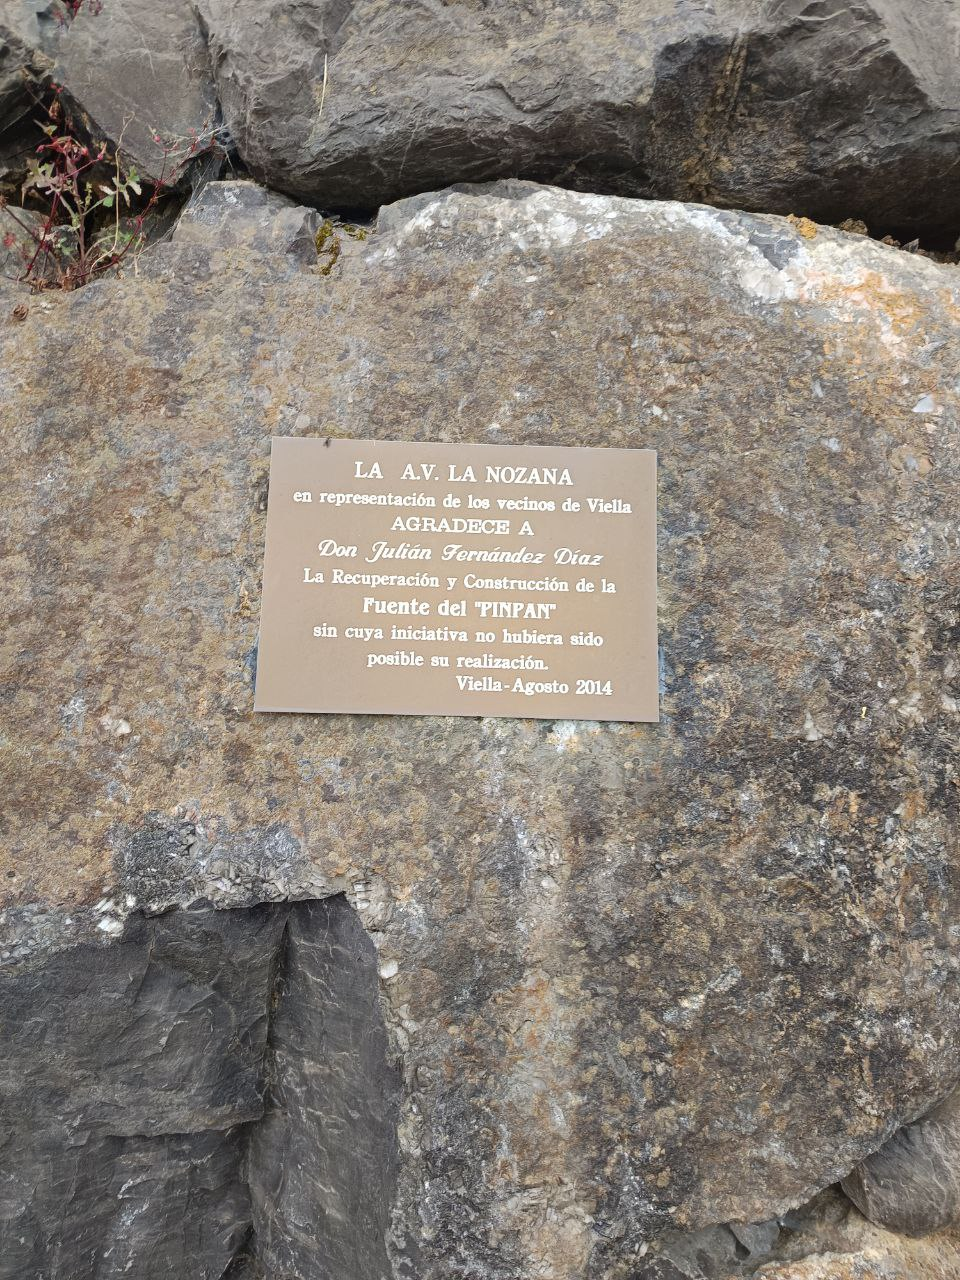 LA A.V. LA NOZANA
en representación de los vecinos de Viella
AGRADECE A
Don Julián Fernández Díaz
La Recuperación y Construcción de la
Fuente del "PINPAN"
sin cuya iniciativa no hubiera sido
posible su realización.
Viella-Agosto 2014